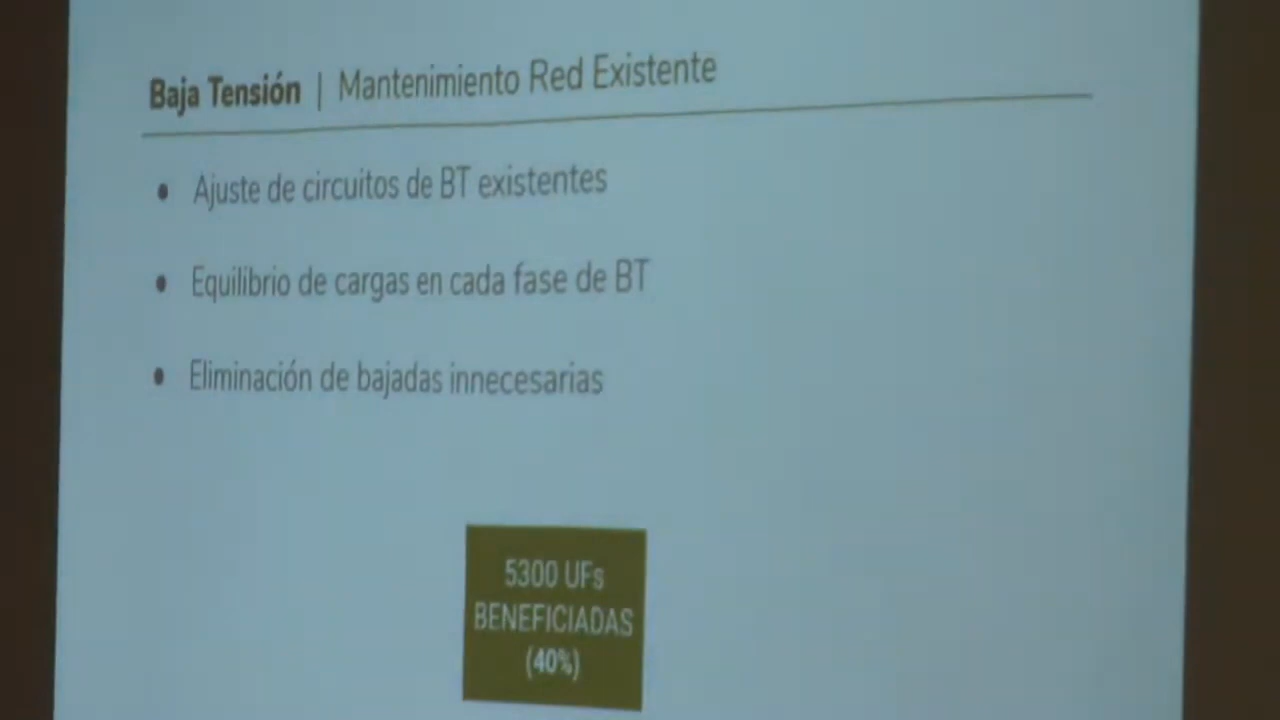 Baja Tensión | Mantenimiento Red Existente
• Ajuste de circuitos de BT existentes
• Equilibrio de cargas en cada fase de BT
• Eliminación de bajadas innecesarias
5300 UFs
BENEFICIADAS
(40%)